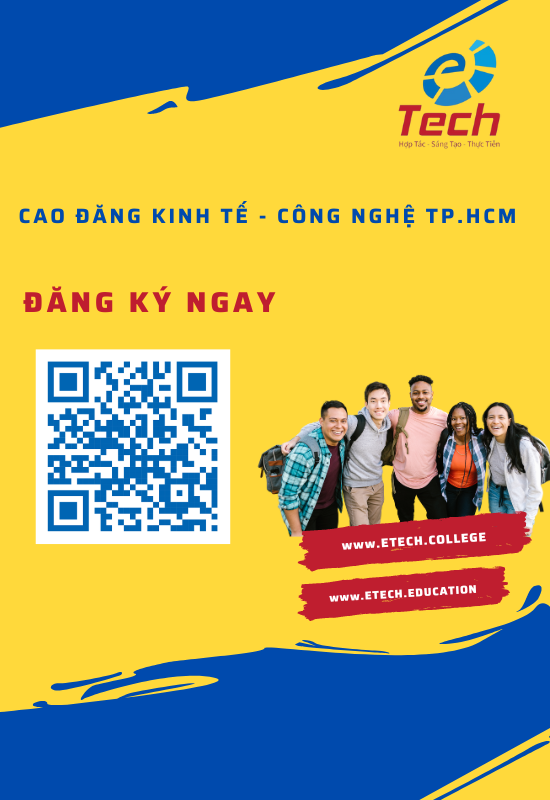 e
Tech
Hợp Tác - Sáng Tạo - Thực Tiễn
CAO ĐẲNG KINH TẾ - CÔNG NGHỆ TP.HCM
ĐĂNG KÝ NGAY
WWW.ETECH.COLLEGE
WWW.ETECH.EDUCATION